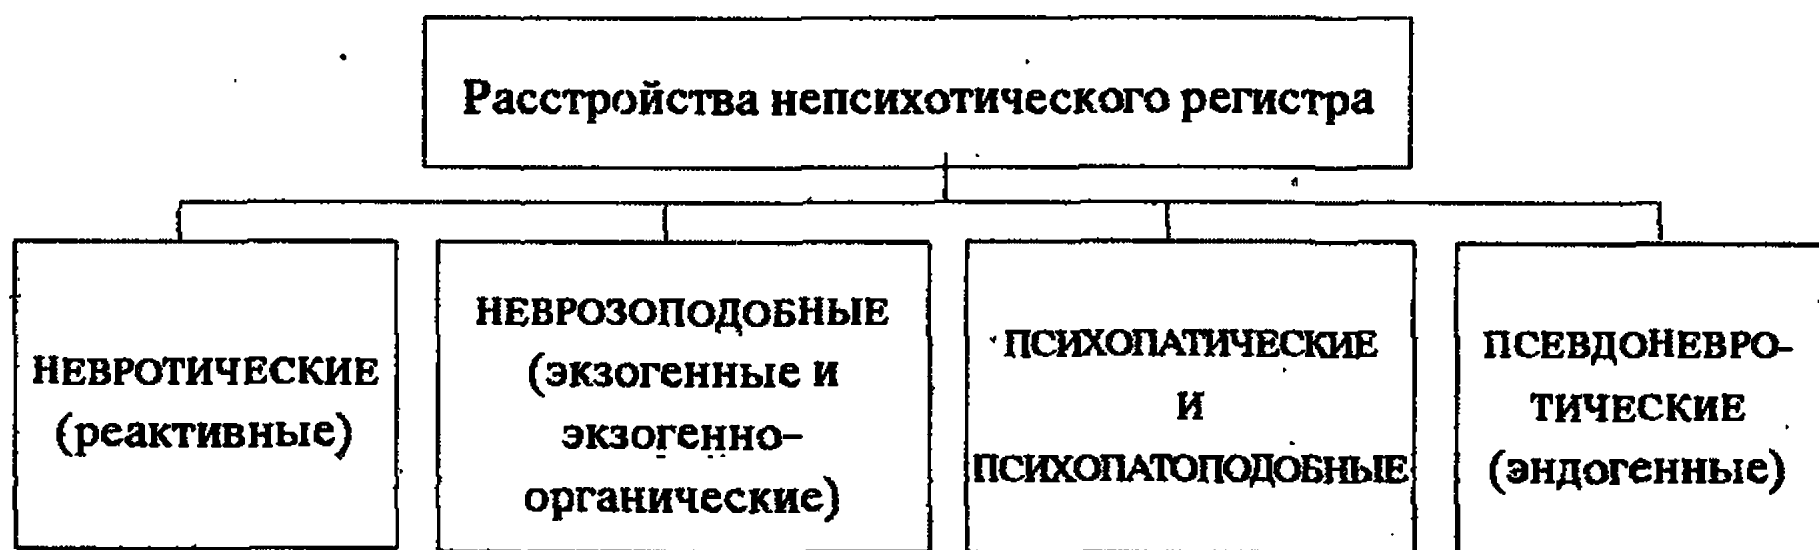 Расстройства непсихотического регистра
НЕВРОТИЧЕСКИЕ
(реактивные)
НЕВРОЗОПОДОБНЫЕ
(экзогенные и
экзогенно-
органические)
ПСИХОПАТИЧЕСКИЕ
И
ПСИХОПАТОПОДОБНЫЕ
ПСЕВДОНЕВРО-
ТИЧЕСКИЕ
(эндогенные)